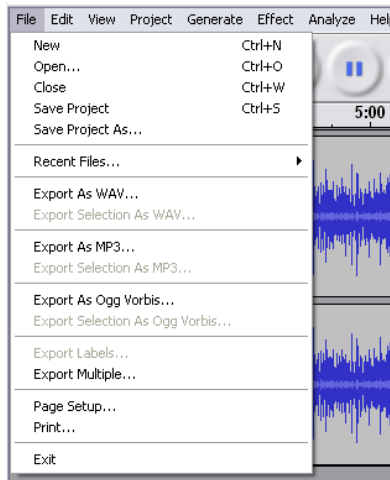 File Edit View Project Generate Effect Analyze Hel
New Ctrl+N
Open... Ctrl+O
Close Ctrl+W
Save Project Ctrl+S
Save Project As...
5:00
Recent Files...
Export As WAV...
Export Selection As WAV...
Export As MP3...
Export Selection As MP3...
Export As Ogg Vorbis...
Export Selection As Ogg Vorbis...
Export Labels...
Export Multiple...
Page Setup...
Print...
Exit